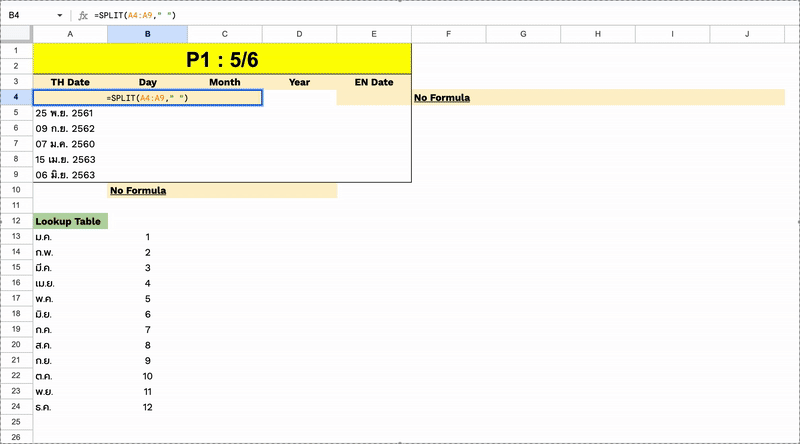 B4 fx =SPLIT(A4:A9," ")
A B C D E F G H I J
1
2 P1 : 5/6
3 TH Date Day Month Year EN Date
4 =SPLIT(A4:A9," ") No Formula
5 25 พ.ย. 2561
6 09 ก.ย. 2562
7 07 ม.ค. 2560
8 15 เม.ย. 2563
9 06 มิ.ย. 2563
10 No Formula
11
12 Lookup Table
13 ม.ค. 1
14 ก.พ. 2
15 มี.ค. 3
16 เม.ย. 4
17 พ.ค. 5
18 มิ.ย. 6
19 ก.ค. 7
20 ส.ค. 8
21 ก.ย. 9
22 ต.ค. 10
23 พ.ย. 11
24 ธ.ค. 12
25
26